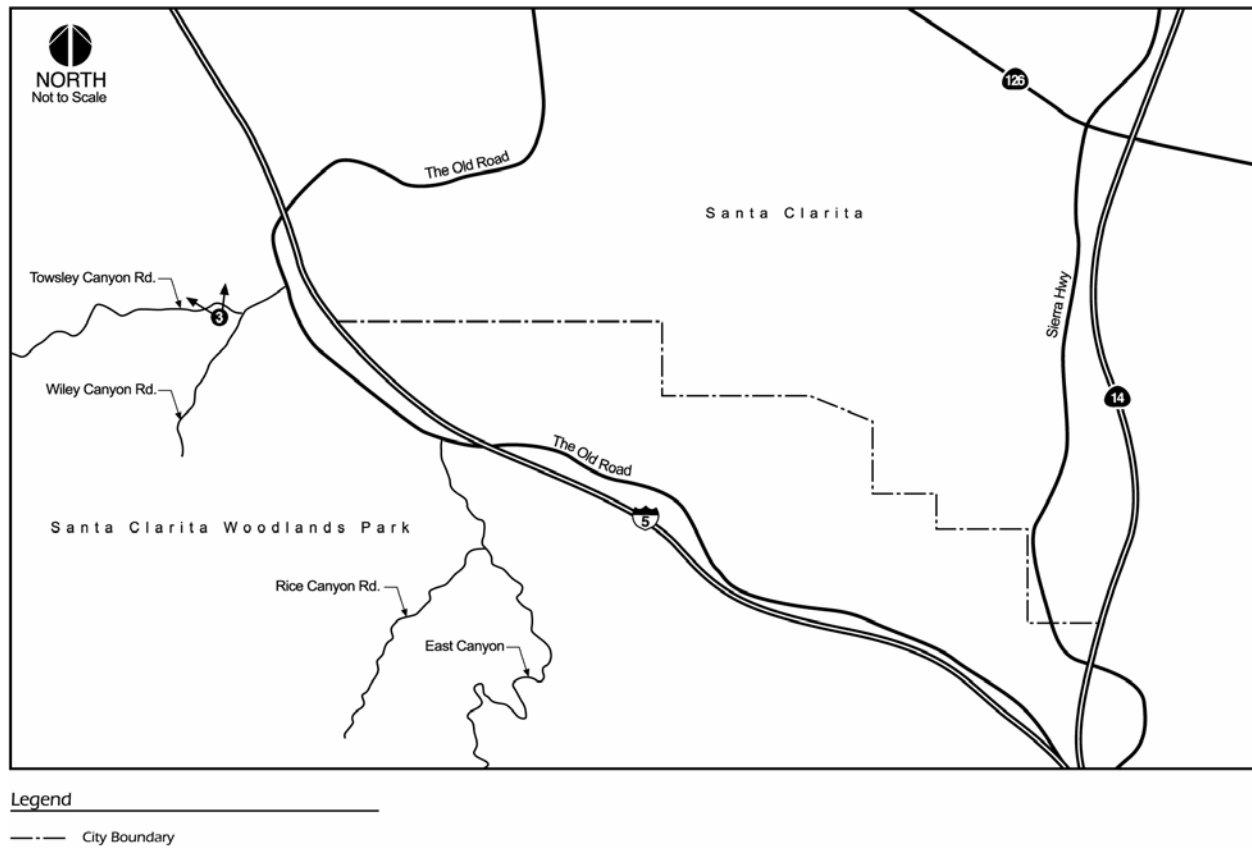 NORTH
Not to Scale
126
The Old Road
Santa Clarita
Towsley Canyon Rd.
3
Sierra Hwy
Wiley Canyon Rd.
14
The Old Road
5
Santa Clarita Woodlands Park
Rice Canyon Rd.
East Canyon
Legend
City Boundary